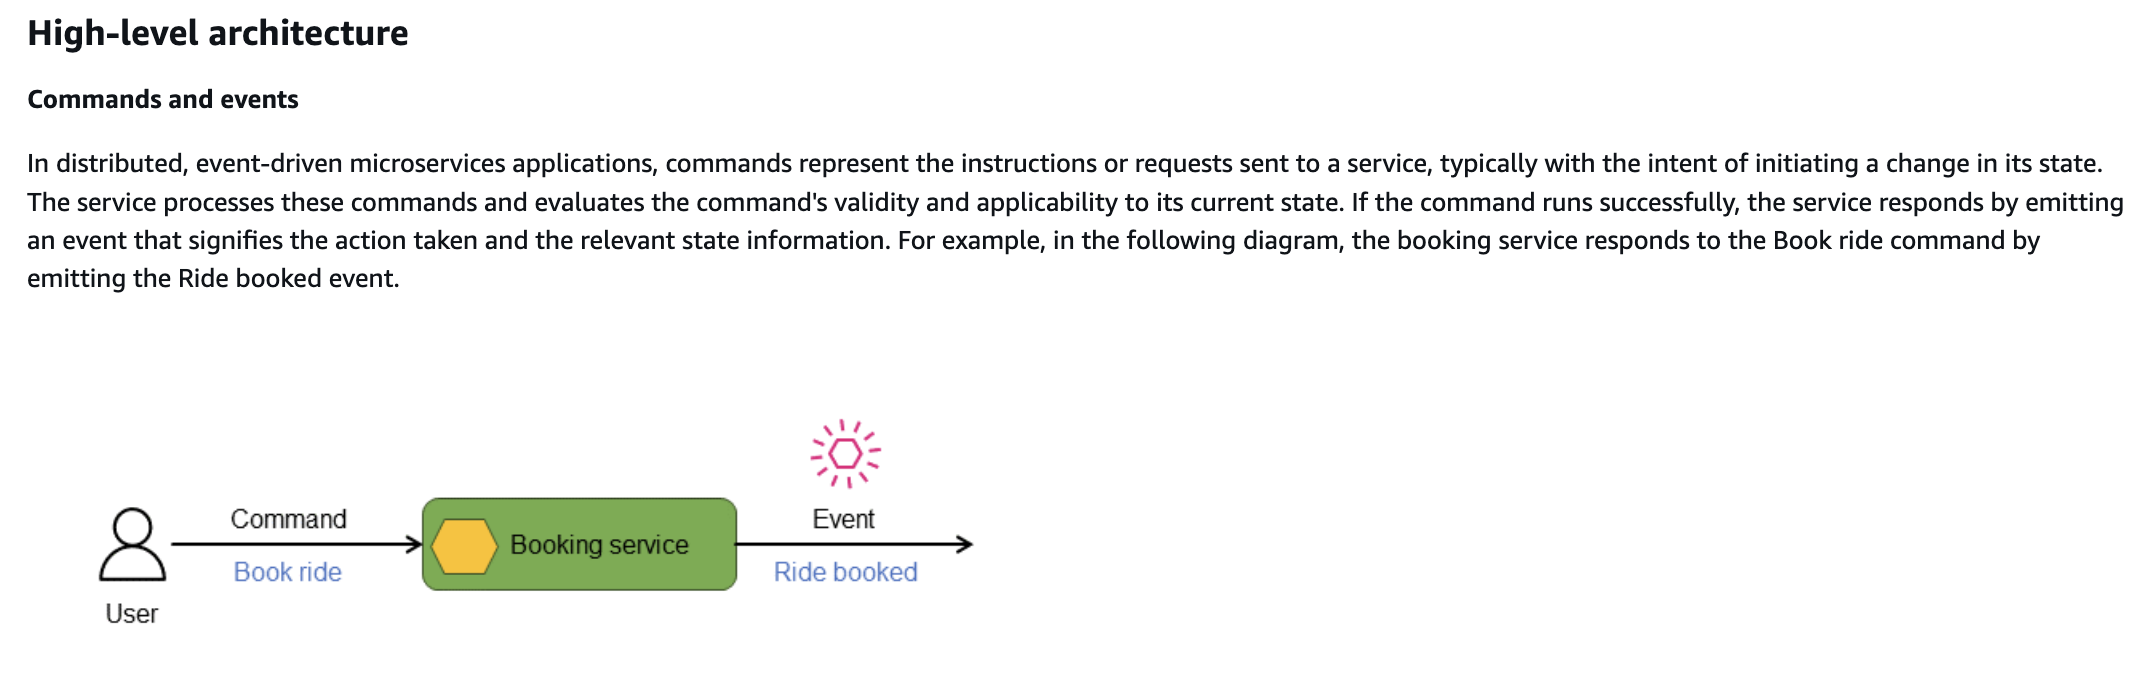 High-level architecture
Commands and events
In distributed, event-driven microservices applications, commands represent the instructions or requests sent to a service, typically with the intent of initiating a change in its state.
The service processes these commands and evaluates the command's validity and applicability to its current state. If the command runs successfully, the service responds by emitting
an event that signifies the action taken and the relevant state information. For example, in the following diagram, the booking service responds to the Book ride command by
emitting the Ride booked event.
Command
Book ride
User
Booking service
Event
Ride booked